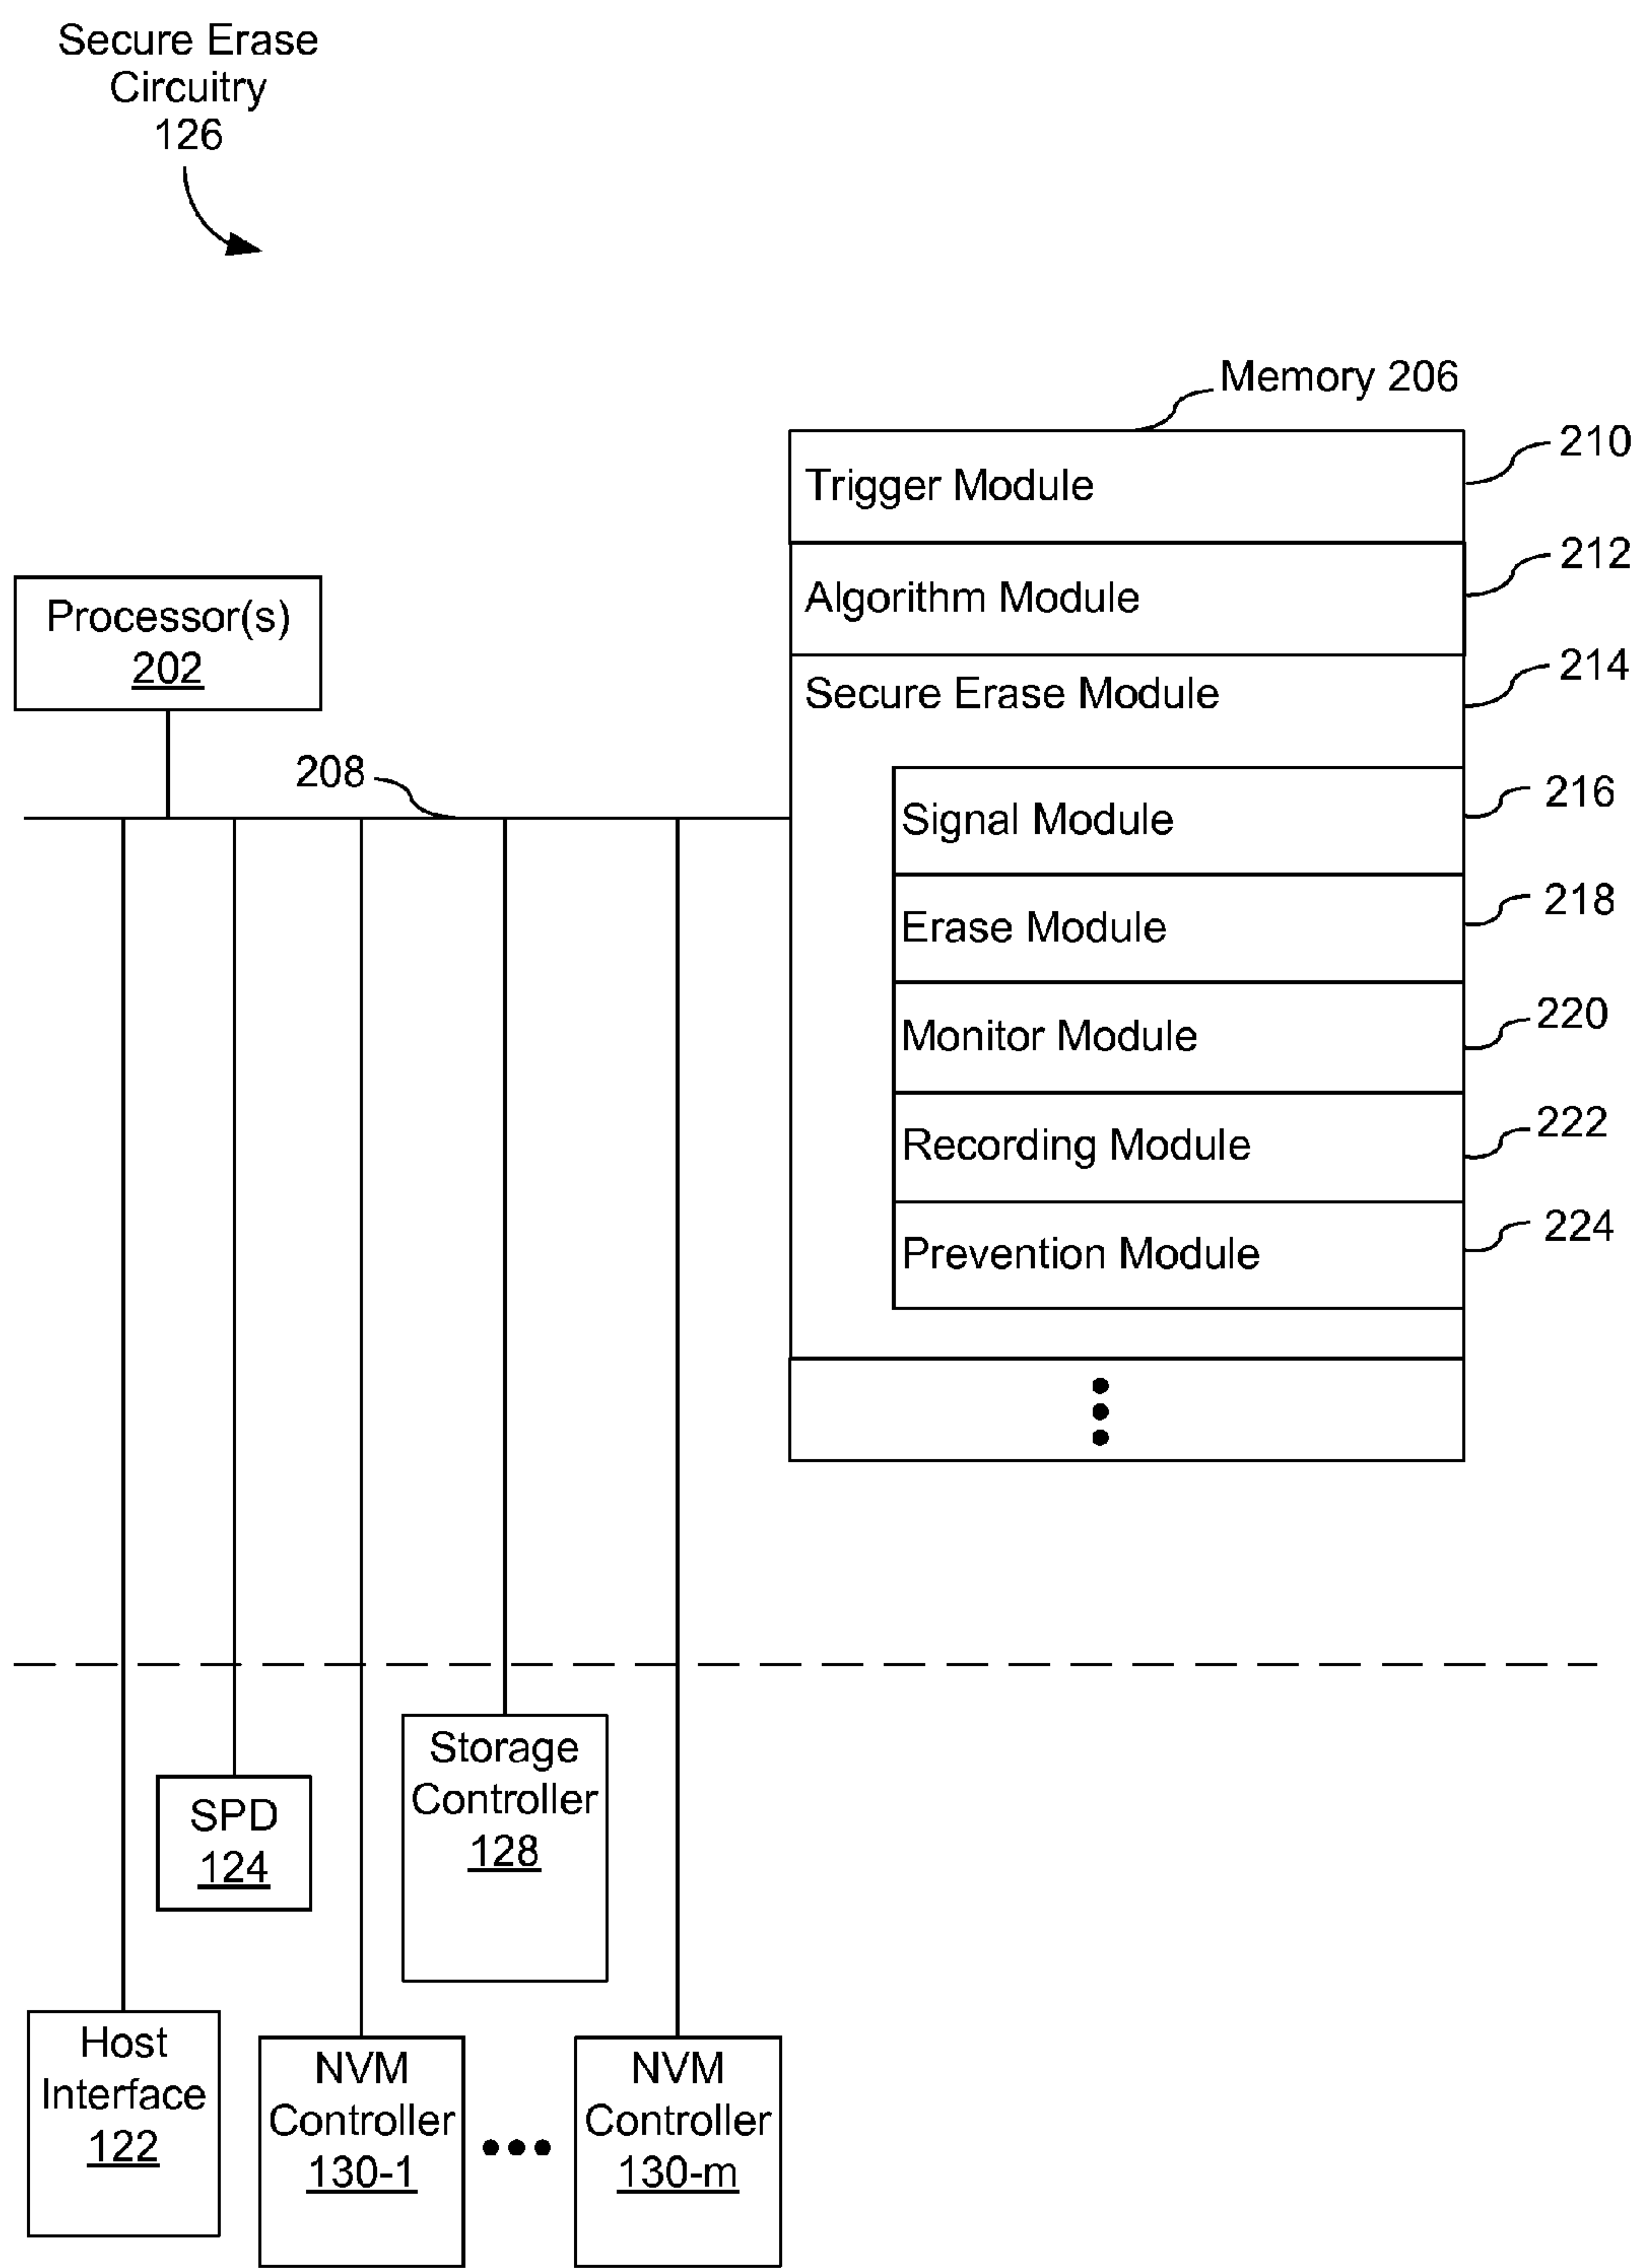 Secure Erase
Circuitry
126
Memory 206
210
Trigger Module
212
Algorithm Module
Processor(s)
202
214
Secure Erase Module
208
216
Signal Module
218
Erase Module
220
Monitor Module
222
Recording Module
224
Prevention Module
Storage
Controller
128
SPD
124
Host
Interface
122
NVM
Controller
130-1
NVM
Controller
130-m